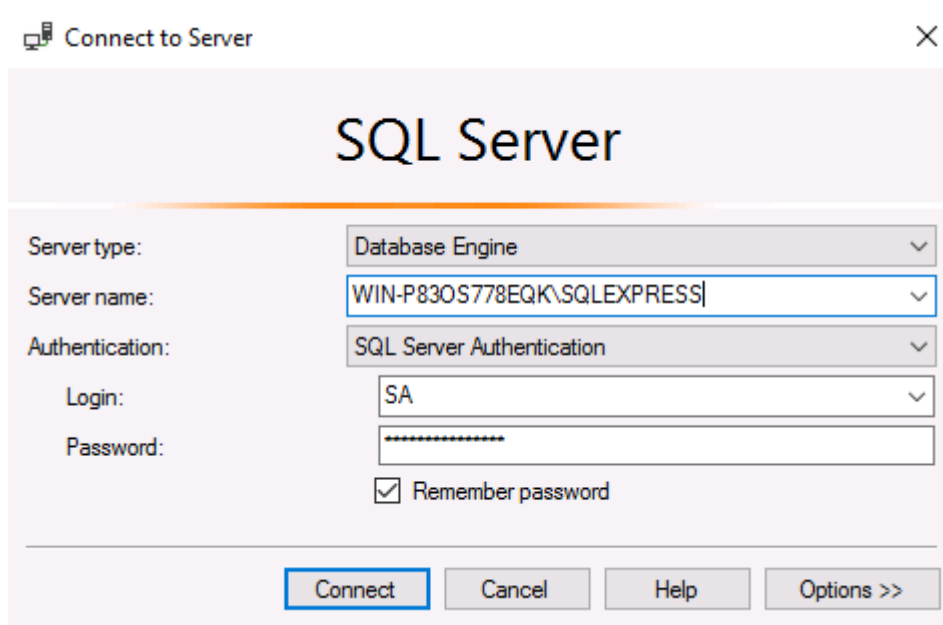 Connect to Server
SQL Server
Server type: Database Engine
Server name: WIN-P83OS778EQK\SQLEXPRESS
Authentication: SQL Server Authentication
Login: SA
Password: ***************
Remember password
Connect Cancel Help Options >>